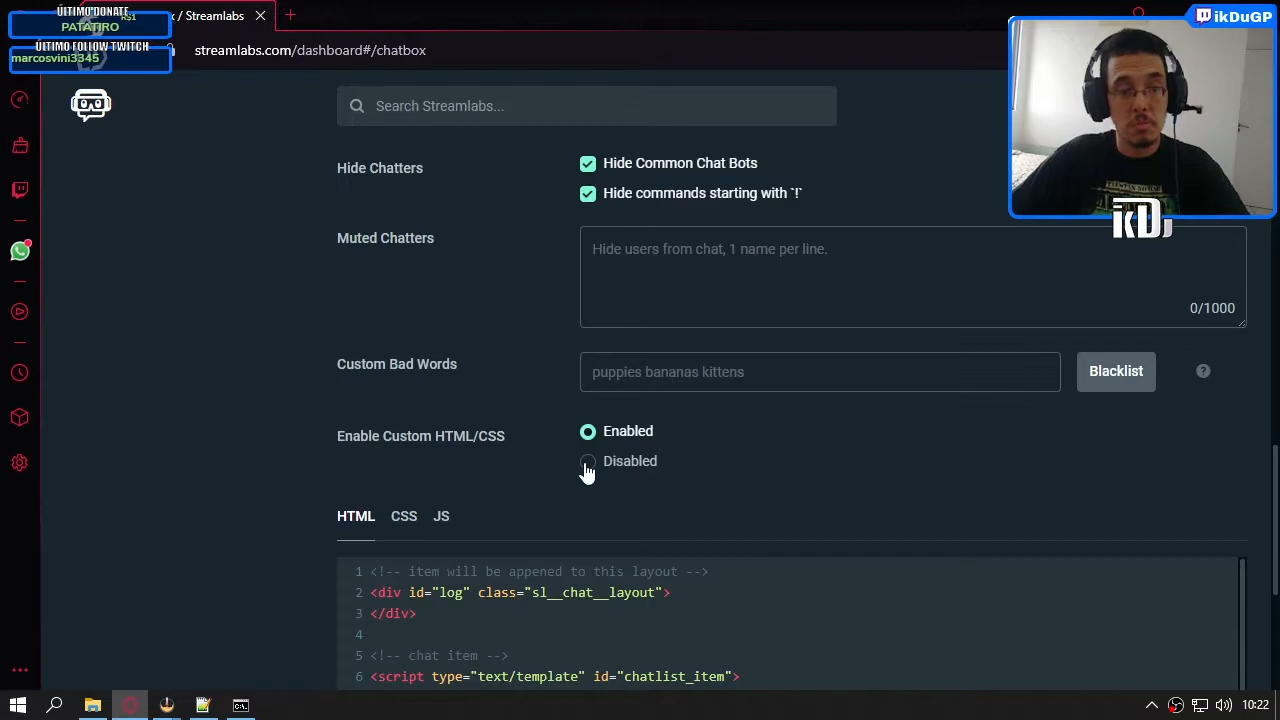 ÚLTIMO DONATE
R$1
PATATIRO
x / Streamlabs
ÚLTIMO FOLLOW TWITCH
marcosvini3345
streamlabs.com/dashboard#/chatbox
ikDuGP
Search Streamlabs...
Hide Chatters
Hide Common Chat Bots
Hide commands starting with `!`
iKDJ
Muted Chatters
Hide users from chat, 1 name per line.
0/1000
Custom Bad Words
puppies bananas kittens
Blacklist
?
Enable Custom HTML/CSS
Enabled
Disabled
HTML CSS JS
1 <!-- item will be appened to this layout -->
2 <div id="log" class="sl__chat__layout">
3 </div>
4
5 <!-- chat item -->
6 <script type="text/template" id="chatlist_item">
10:22